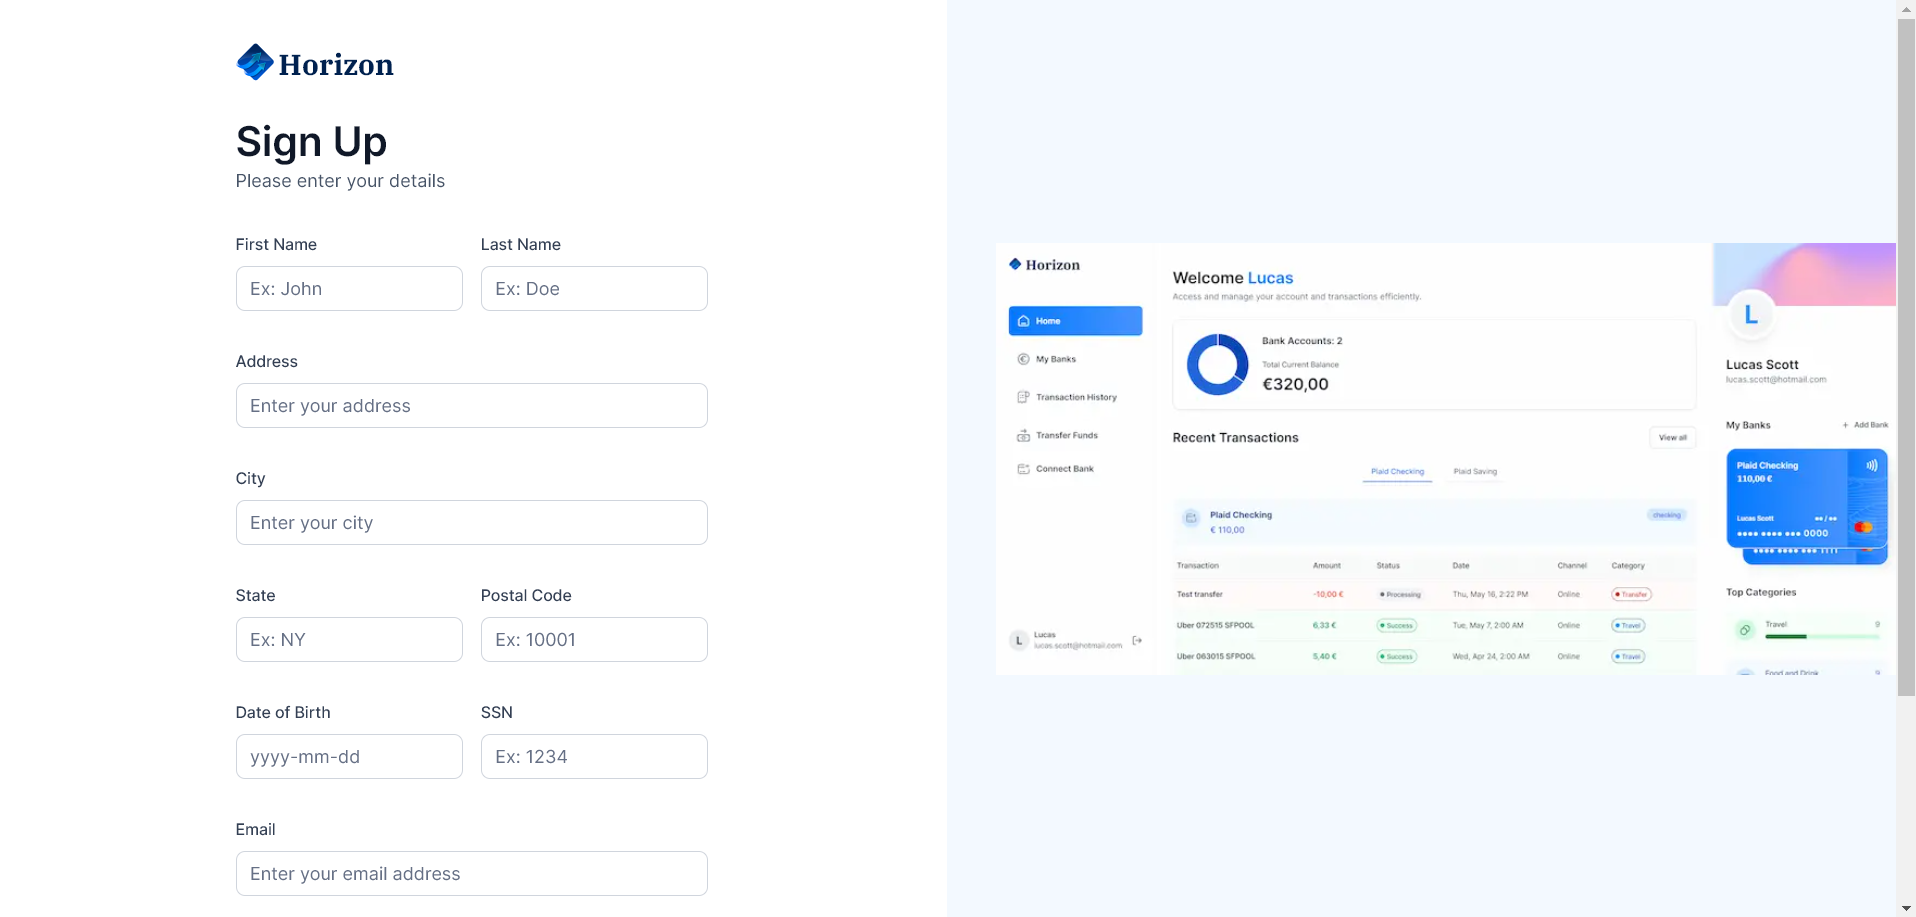 Horizon
Sign Up
Please enter your details
First Name
Last Name
Ex: John
Ex: Doe
Address
Enter your address
City
Enter your city
State
Postal Code
Ex: NY
Ex: 10001
Date of Birth
SSN
yyyy-mm-dd
Ex: 1234
Email
Enter your email address
Horizon
Home
My Banks
Transaction History
Transfer Funds
Connect Bank
L
Lucas
lucas.scott@hotmail.com
Welcome Lucas
Access and manage your account and transactions efficiently.
Bank Accounts: 2
Total Current Balance
€320,00
Recent Transactions
View all
Plaid Checking
Plaid Saving
Plaid Checking
€ 110,00
checking
Transaction Amount Status Date Channel Category
Test transfer -10,00 € Processing Thu, May 16, 2:22 PM Online Transfer
Uber 072515 SFPOOL 6,33 € Success Tue, May 7, 2:00 AM Online Travel
Uber 063015 SFPOOL 5,40 € Success Wed, Apr 24, 2:00 AM Online Travel
L
Lucas Scott
lucas.scott@hotmail.com
My Banks
+ Add Bank
Plaid Checking
110,00 €
Lucas Scott
•• / ••
•••• •••• •••• 0000
•••• •••• •••• 1111
Top Categories
Travel 9
Food and Drink 9